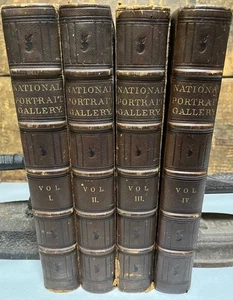 NATIONAL
PORTRAIT
GALLERY.
VOL
I.
NATIONAL
PORTRAIT
GALLERY.
VOL
II.
NATIONAL
PORTRAIT
GALLERY.
VOL
III.
NATIONAL
PORTRAIT
GALLERY.
VOL
IV.